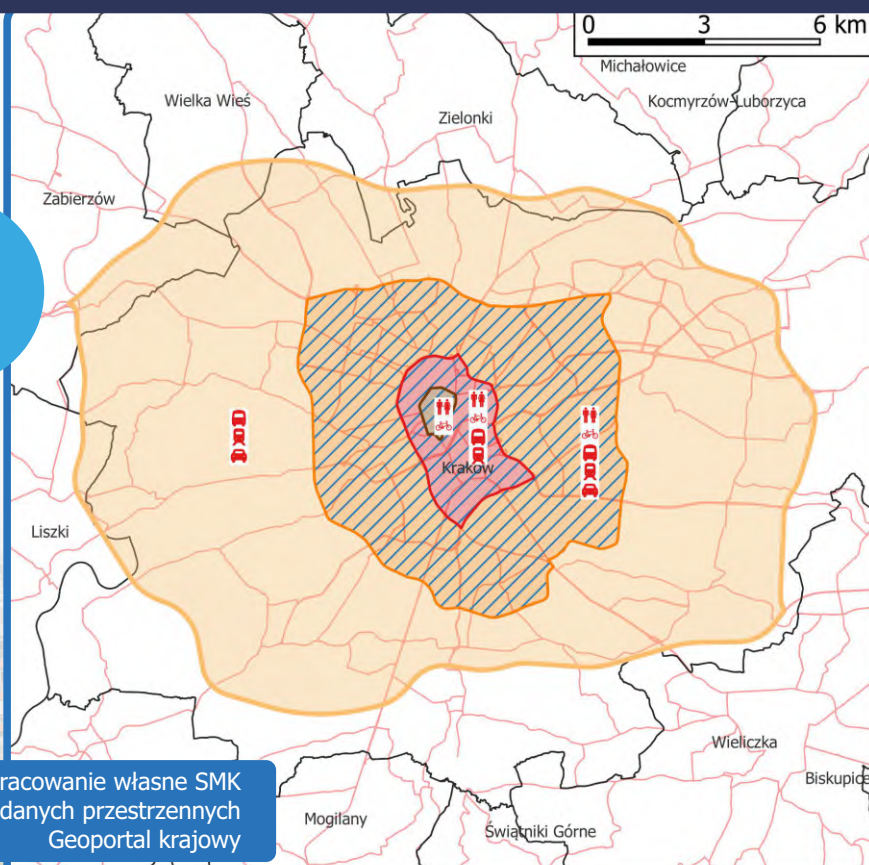 0 3 6 km
Michałowice
Wielka Wieś
Kocmyrzów-Luborzyca
Zielonki
Zabierzów
Kraków
Liszki
Wieliczka
Biskupice
racowanie własne SMK
danych przestrzennych
Geoportal krajowy
Mogilany
Świątniki Górne